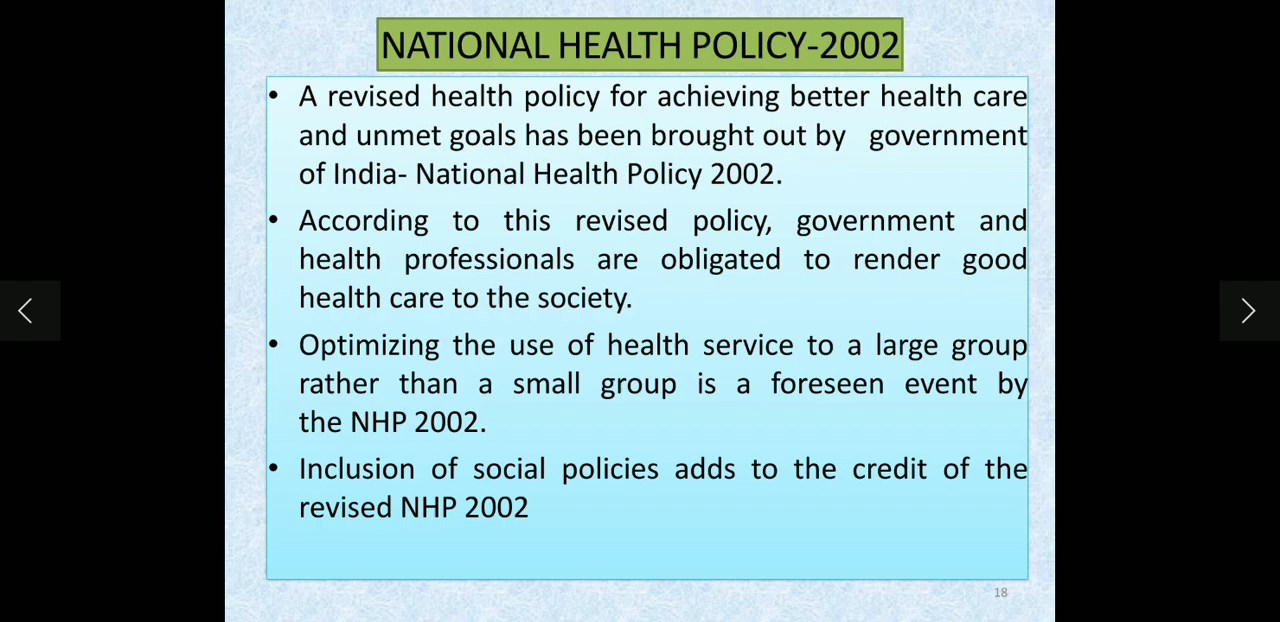 NATIONAL HEALTH POLICY-2002
• A revised health policy for achieving better health care
and unmet goals has been brought out by government
of India- National Health Policy 2002.
• According to this revised policy, government and
health professionals are obligated to render good
health care to the society.
• Optimizing the use of health service to a large group
rather than a small group is a foreseen event by
the NHP 2002.
• Inclusion of social policies adds to the credit of the
revised NHP 2002
18